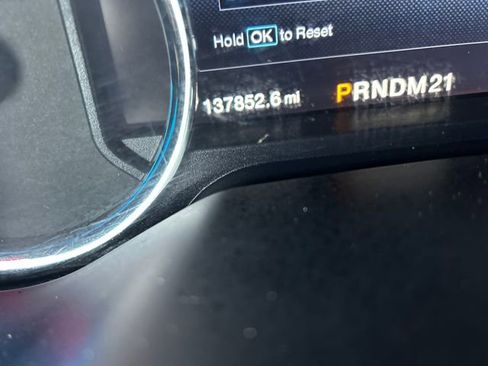 Hold OK to Reset
137852.6 mi PRNDM21